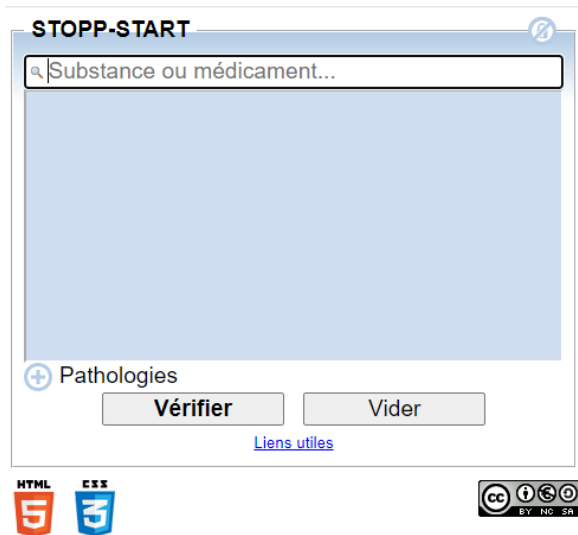 STOPP-START
Substance ou médicament...
Pathologies
Vérifier
Vider
Liens utiles
HTML
CSS
5
3
cc
BY NC SA